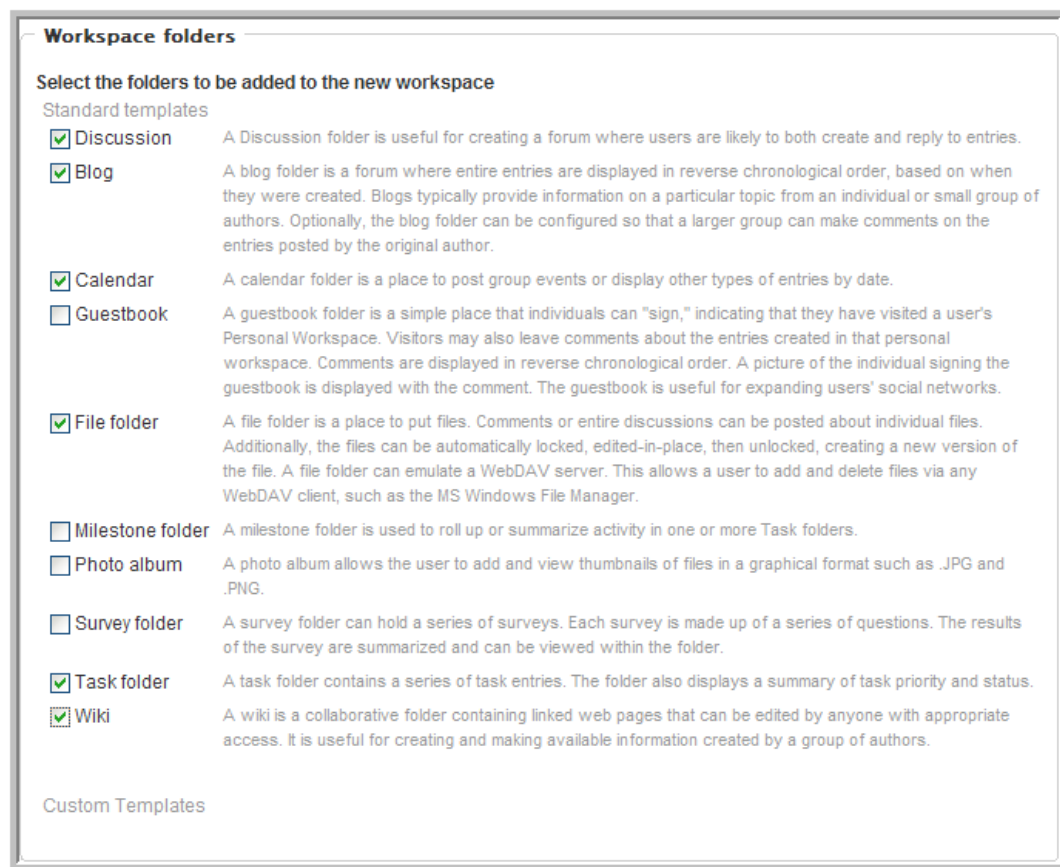 Workspace folders
Select the folders to be added to the new workspace
Standard templates
Discussion A Discussion folder is useful for creating a forum where users are likely to both create and reply to entries.
Blog A blog folder is a forum where entire entries are displayed in reverse chronological order, based on when
they were created. Blogs typically provide information on a particular topic from an individual or small group of
authors. Optionally, the blog folder can be configured so that a larger group can make comments on the
entries posted by the original author.
Calendar A calendar folder is a place to post group events or display other types of entries by date.
Guestbook A guestbook folder is a simple place that individuals can "sign," indicating that they have visited a user's
Personal Workspace. Visitors may also leave comments about the entries created in that personal
workspace. Comments are displayed in reverse chronological order. A picture of the individual signing the
guestbook is displayed with the comment. The guestbook is useful for expanding users' social networks.
File folder A file folder is a place to put files. Comments or entire discussions can be posted about individual files.
Additionally, the files can be automatically locked, edited-in-place, then unlocked, creating a new version of
the file. A file folder can emulate a WebDAV server. This allows a user to add and delete files via any
WebDAV client, such as the MS Windows File Manager.
Milestone folder A milestone folder is used to roll up or summarize activity in one or more Task folders.
Photo album A photo album allows the user to add and view thumbnails of files in a graphical format such as .JPG and
.PNG.
Survey folder A survey folder can hold a series of surveys. Each survey is made up of a series of questions. The results
of the survey are summarized and can be viewed within the folder.
Task folder A task folder contains a series of task entries. The folder also displays a summary of task priority and status.
Wiki A wiki is a collaborative folder containing linked web pages that can be edited by anyone with appropriate
access. It is useful for creating and making available information created by a group of authors.
Custom Templates